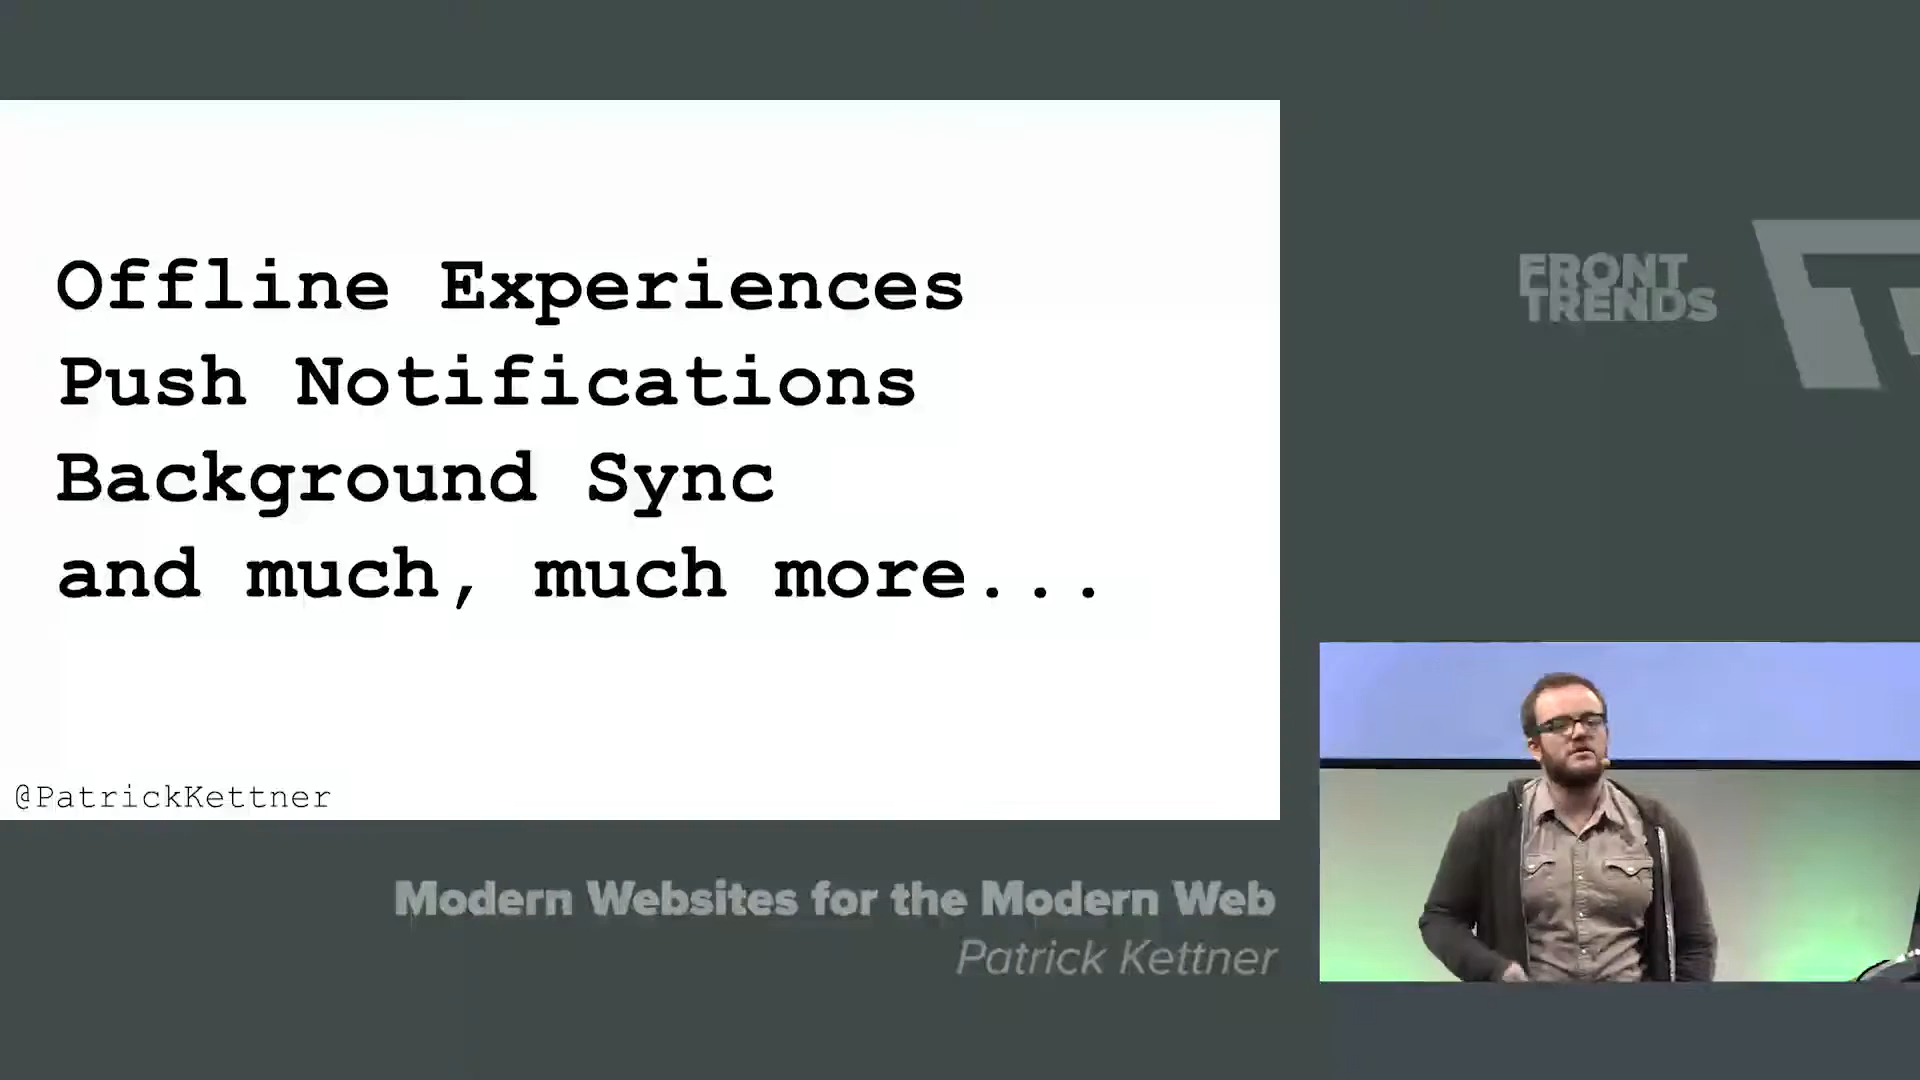 Offline Experiences
Push Notifications
Background Sync
and much, much more...
@PatrickKettner
FRONT
TRENDS
Modern Websites for the Modern Web
Patrick Kettner